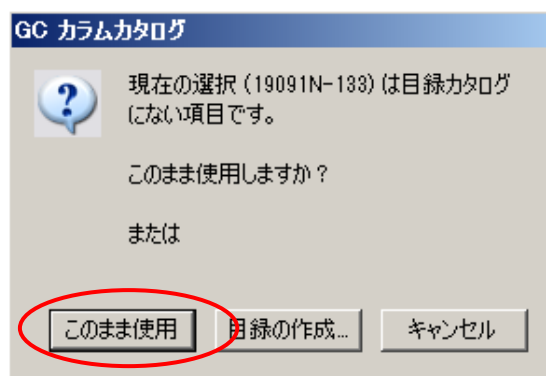 GC カラムカタログ
現在の選択 (19091N-133) は目録カタログ
にない項目です。
このまま使用しますか？
または
このまま使用 目録の作成... キャンセル